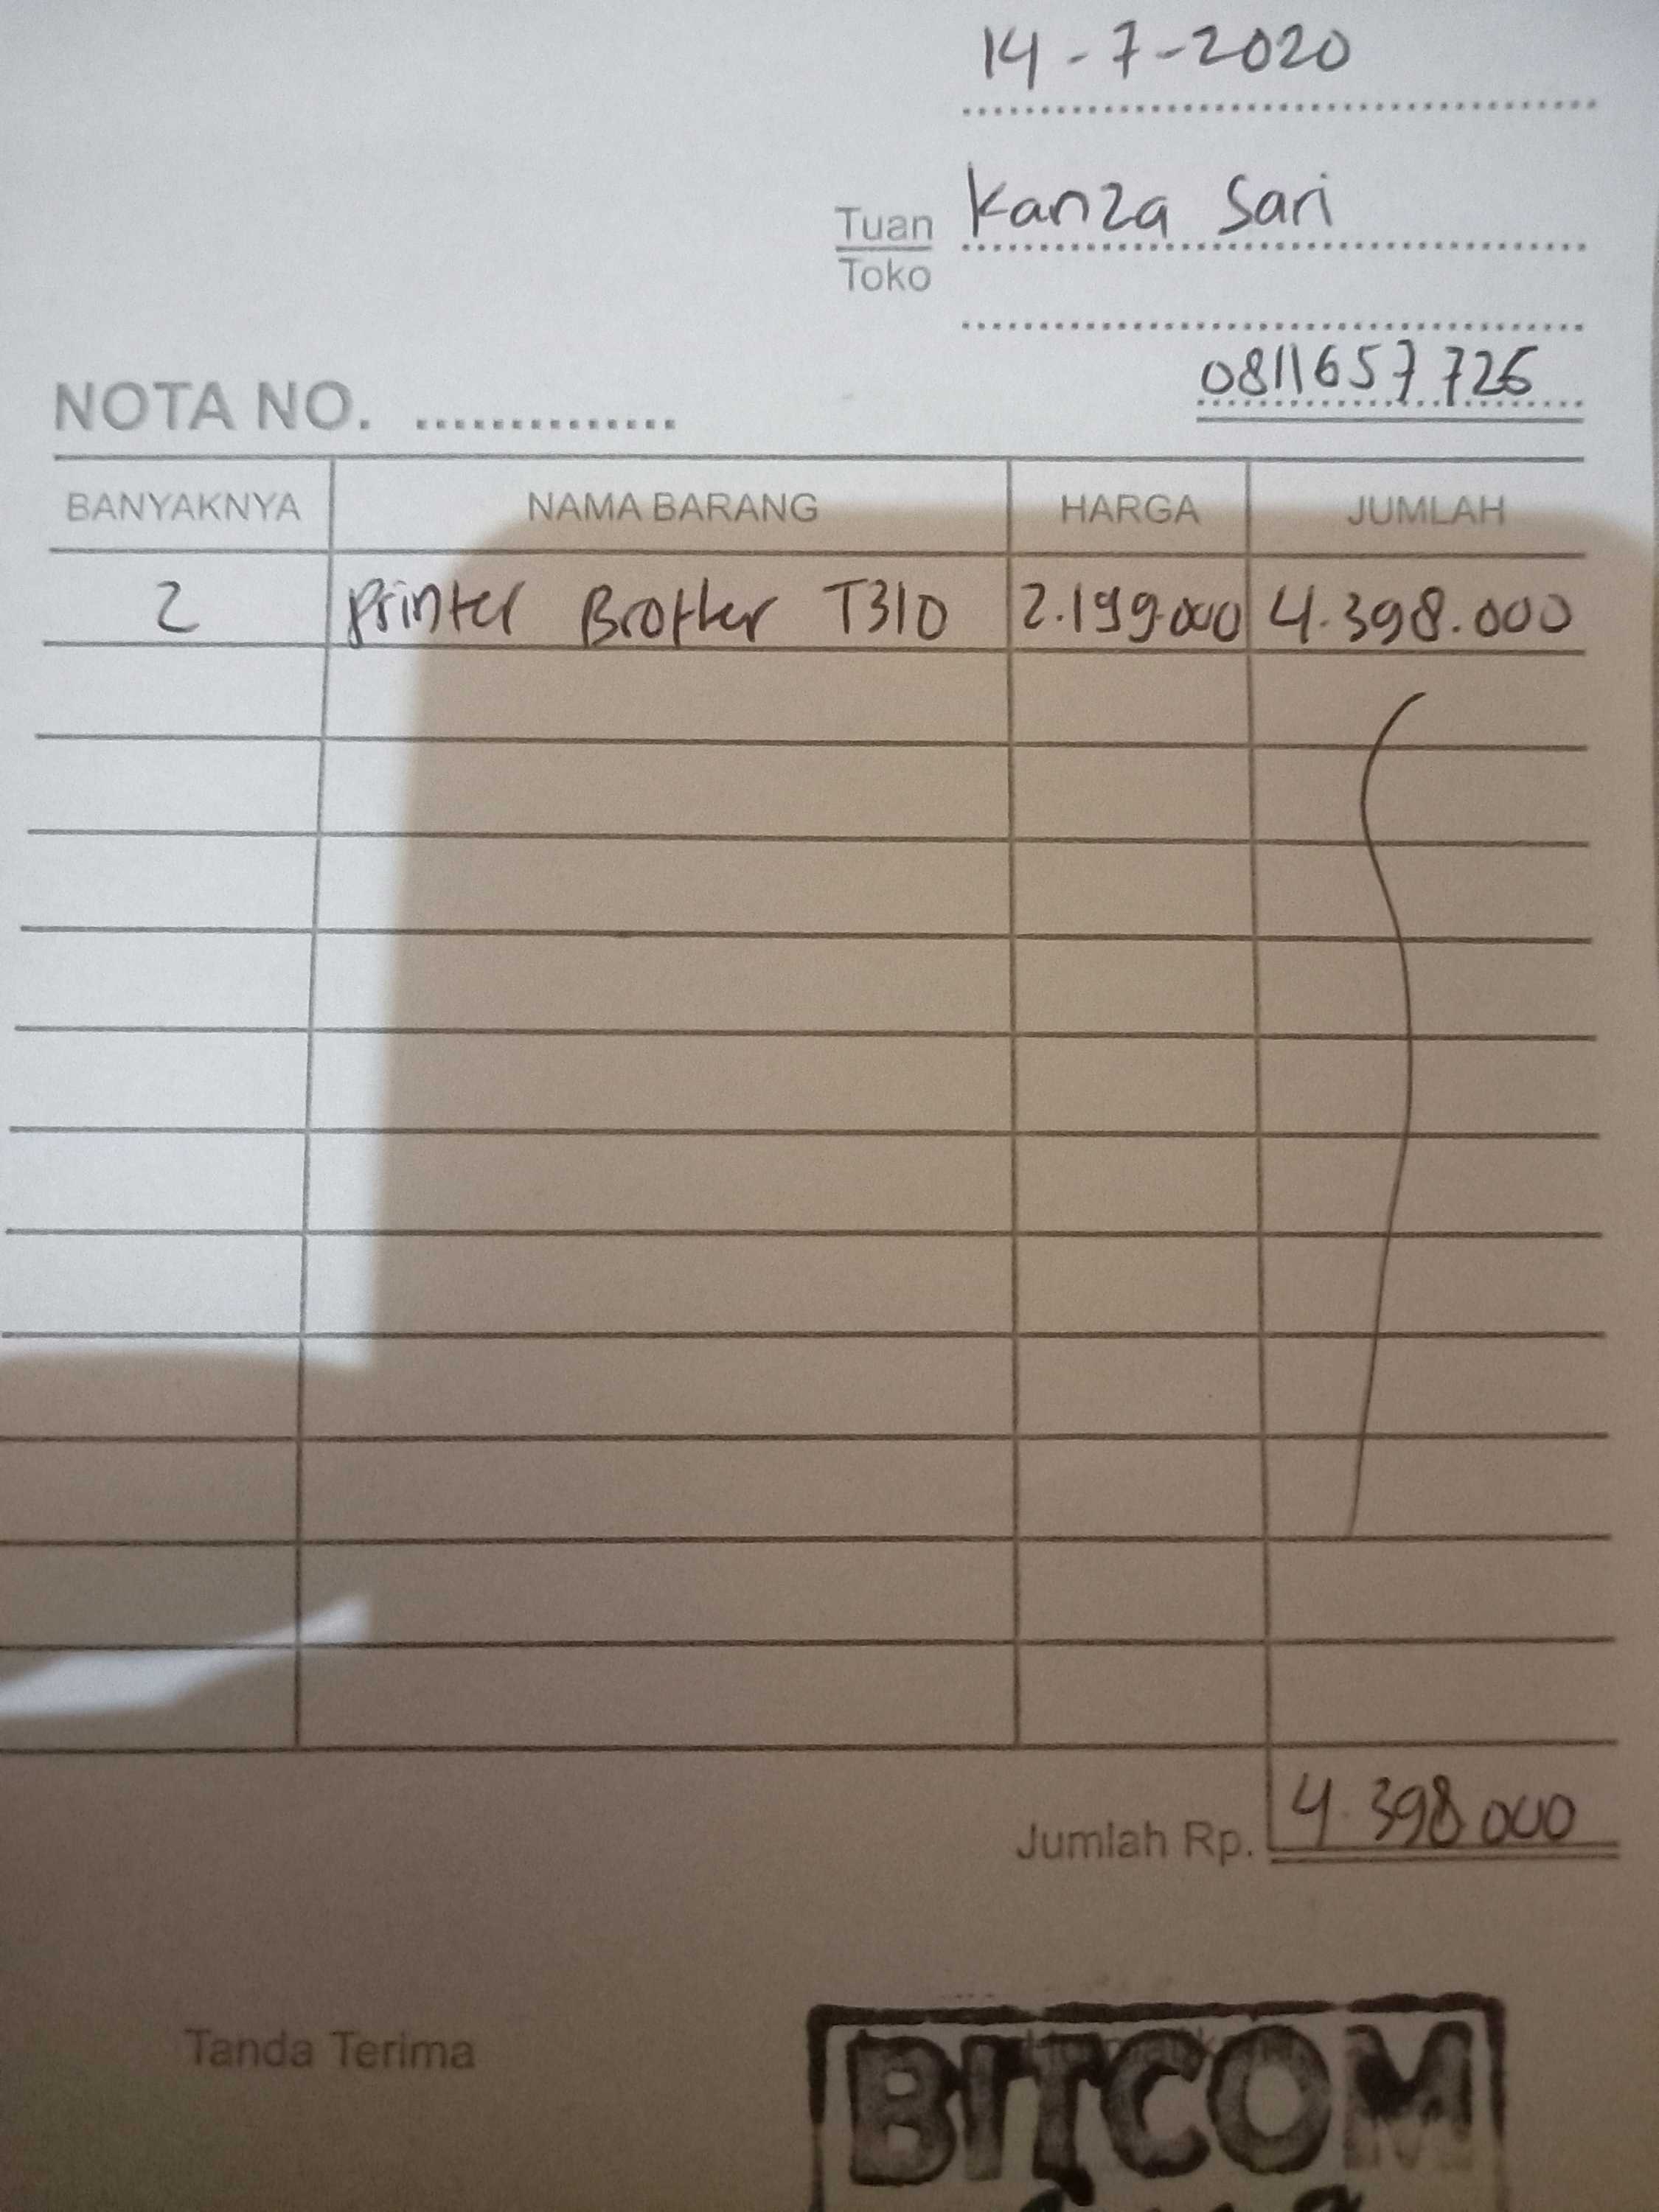 14-7-2020
Tuan Kanza Sari
Toko
NOTA NO. .............. 0811657726
BANYAKNYA NAMA BARANG HARGA JUMLAH
2 Printer Brother T310 2.199.000 4.398.000
Jumlah Rp. 4.398.000
Tanda Terima
BITCOM